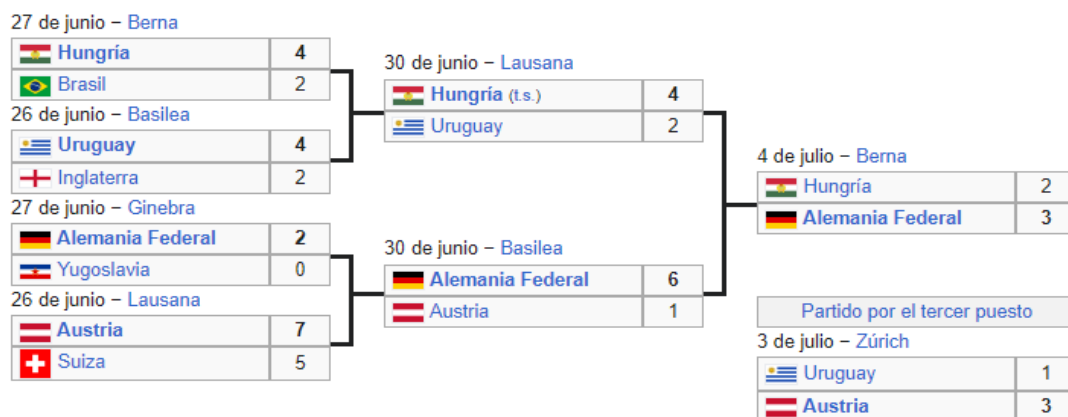 27 de junio – Berna
Hungría 4
Brasil 2
26 de junio – Basilea
Uruguay 4
Inglaterra 2
27 de junio – Ginebra
Alemania Federal 2
Yugoslavia 0
26 de junio – Lausana
Austria 7
Suiza 5
30 de junio – Lausana
Hungría (t.s.) 4
Uruguay 2
30 de junio – Basilea
Alemania Federal 6
Austria 1
4 de julio – Berna
Hungría 2
Alemania Federal 3
Partido por el tercer puesto
3 de julio – Zúrich
Uruguay 1
Austria 3